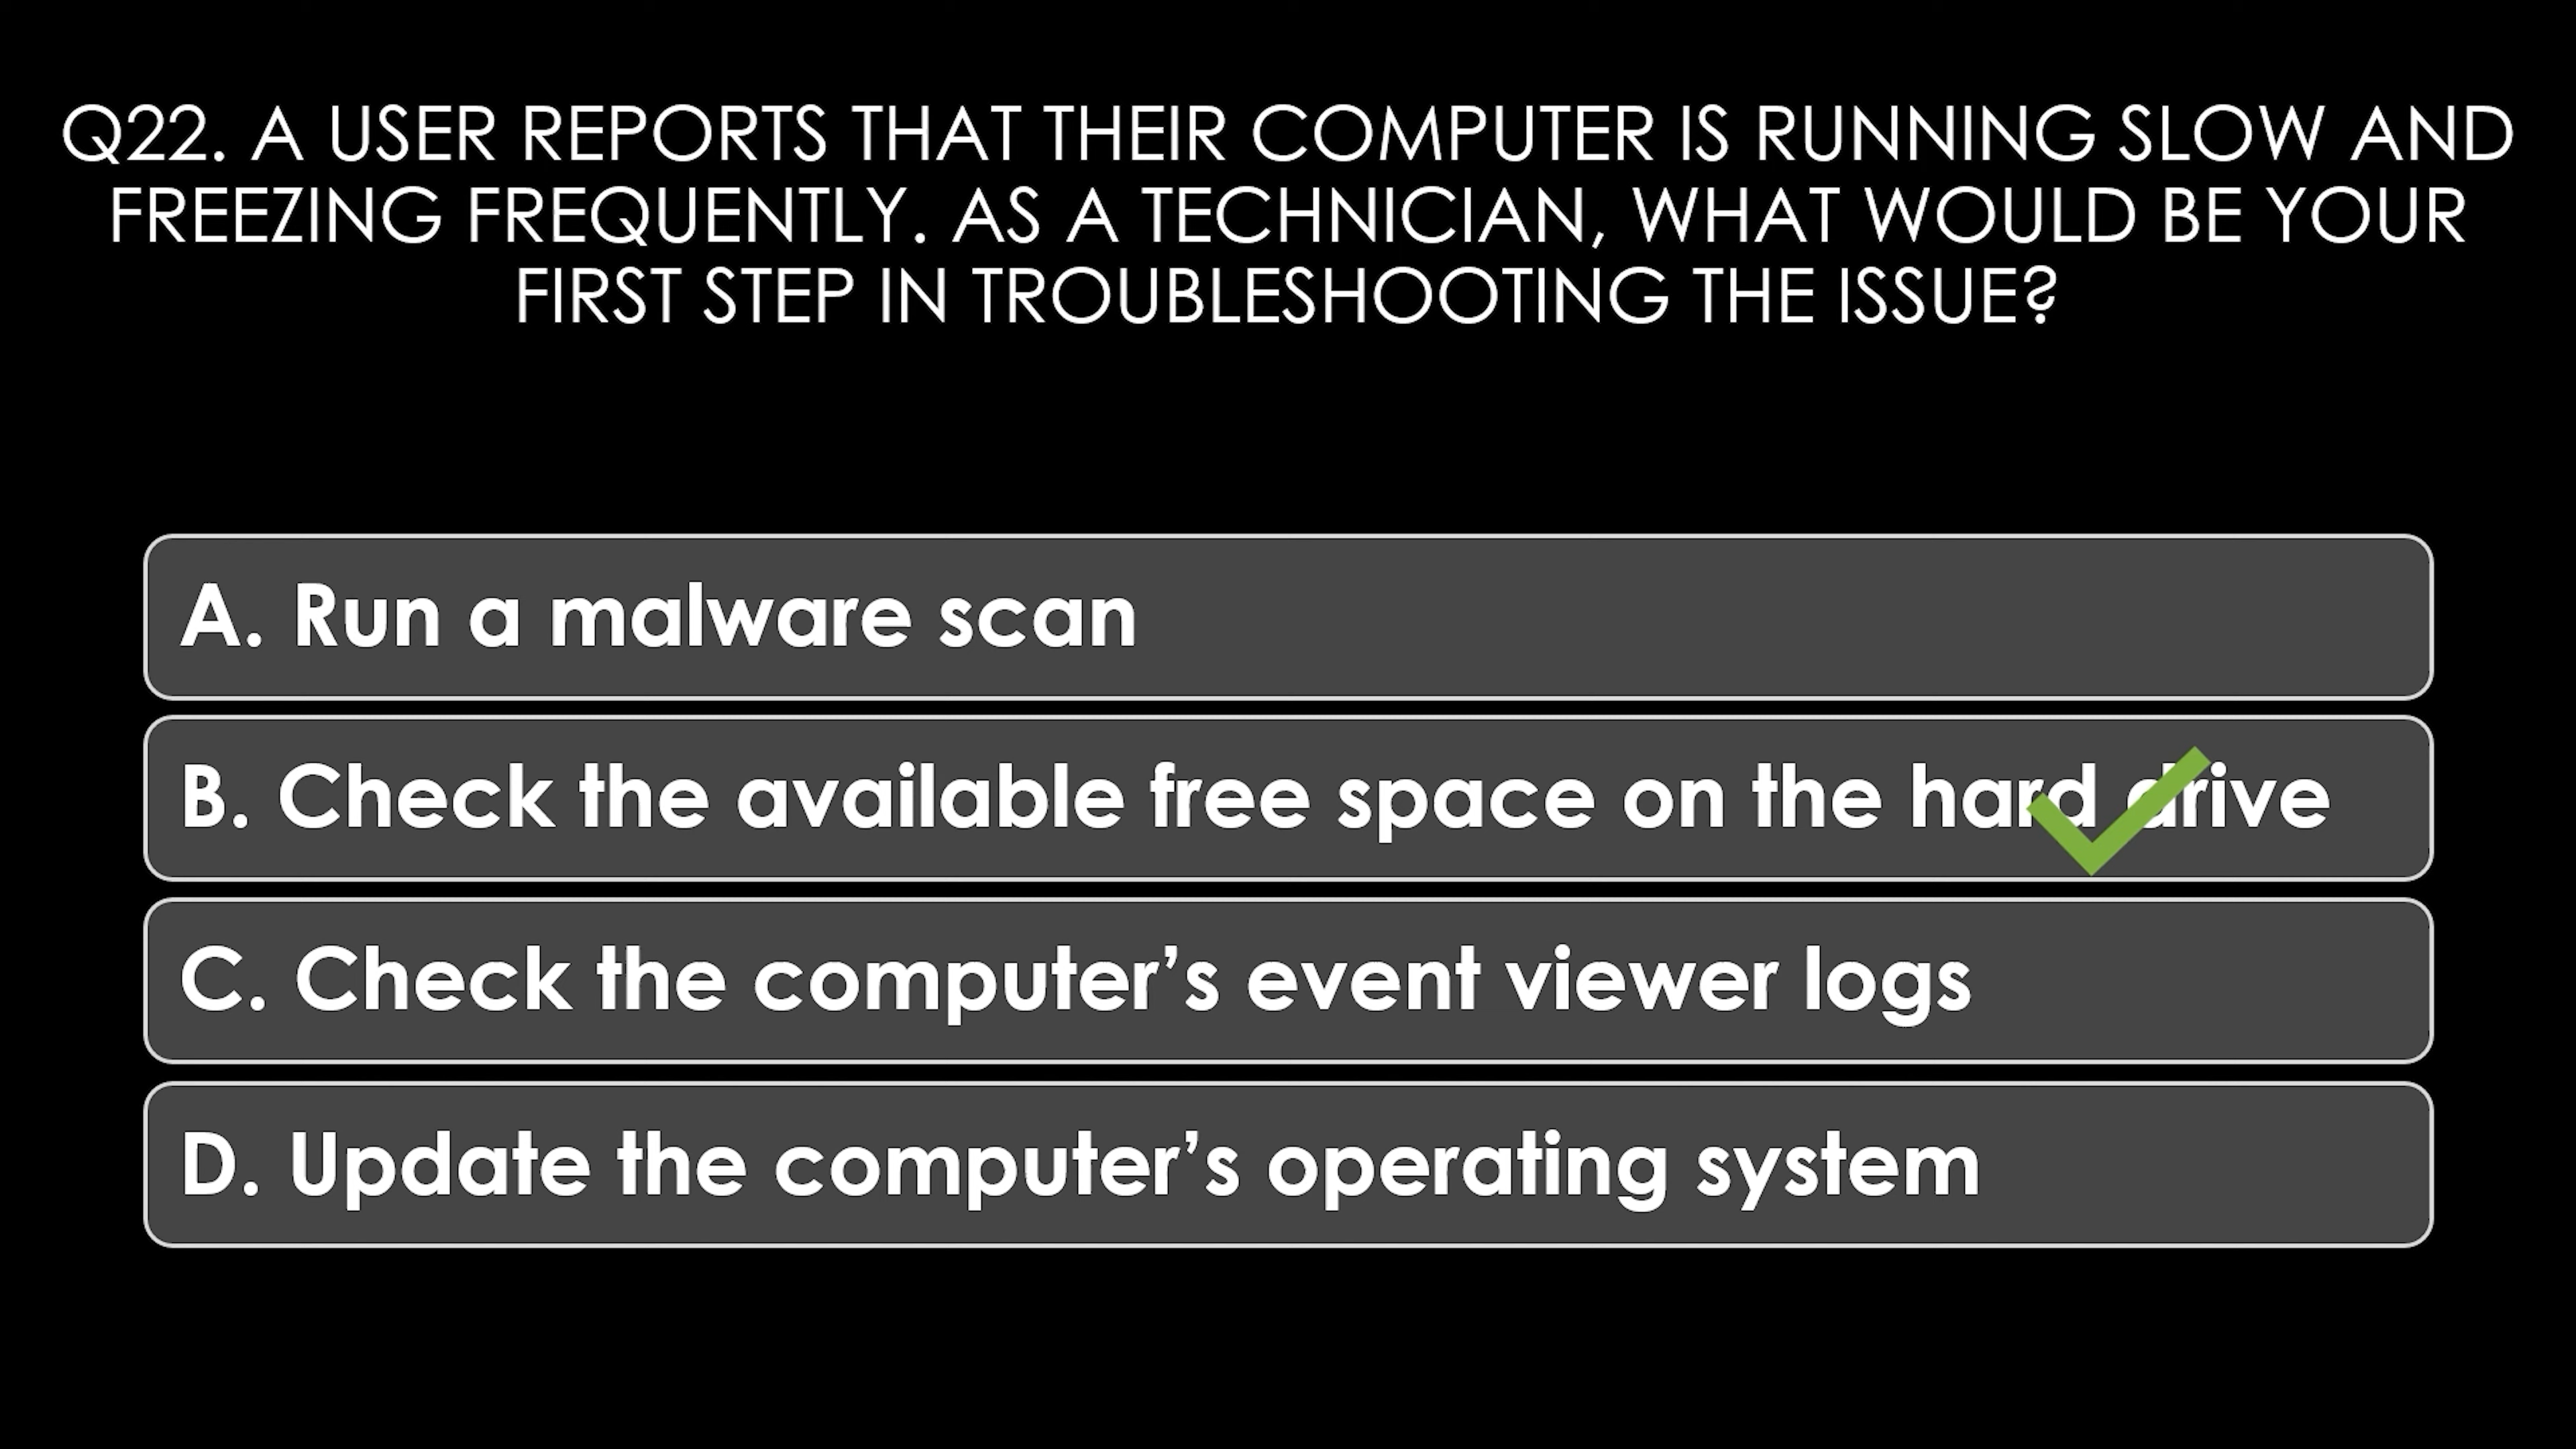 Q22. A USER REPORTS THAT THEIR COMPUTER IS RUNNING SLOW AND
FREEZING FREQUENTLY. AS A TECHNICIAN, WHAT WOULD BE YOUR
FIRST STEP IN TROUBLESHOOTING THE ISSUE?
A. Run a malware scan
B. Check the available free space on the hard drive
C. Check the computer’s event viewer logs
D. Update the computer’s operating system